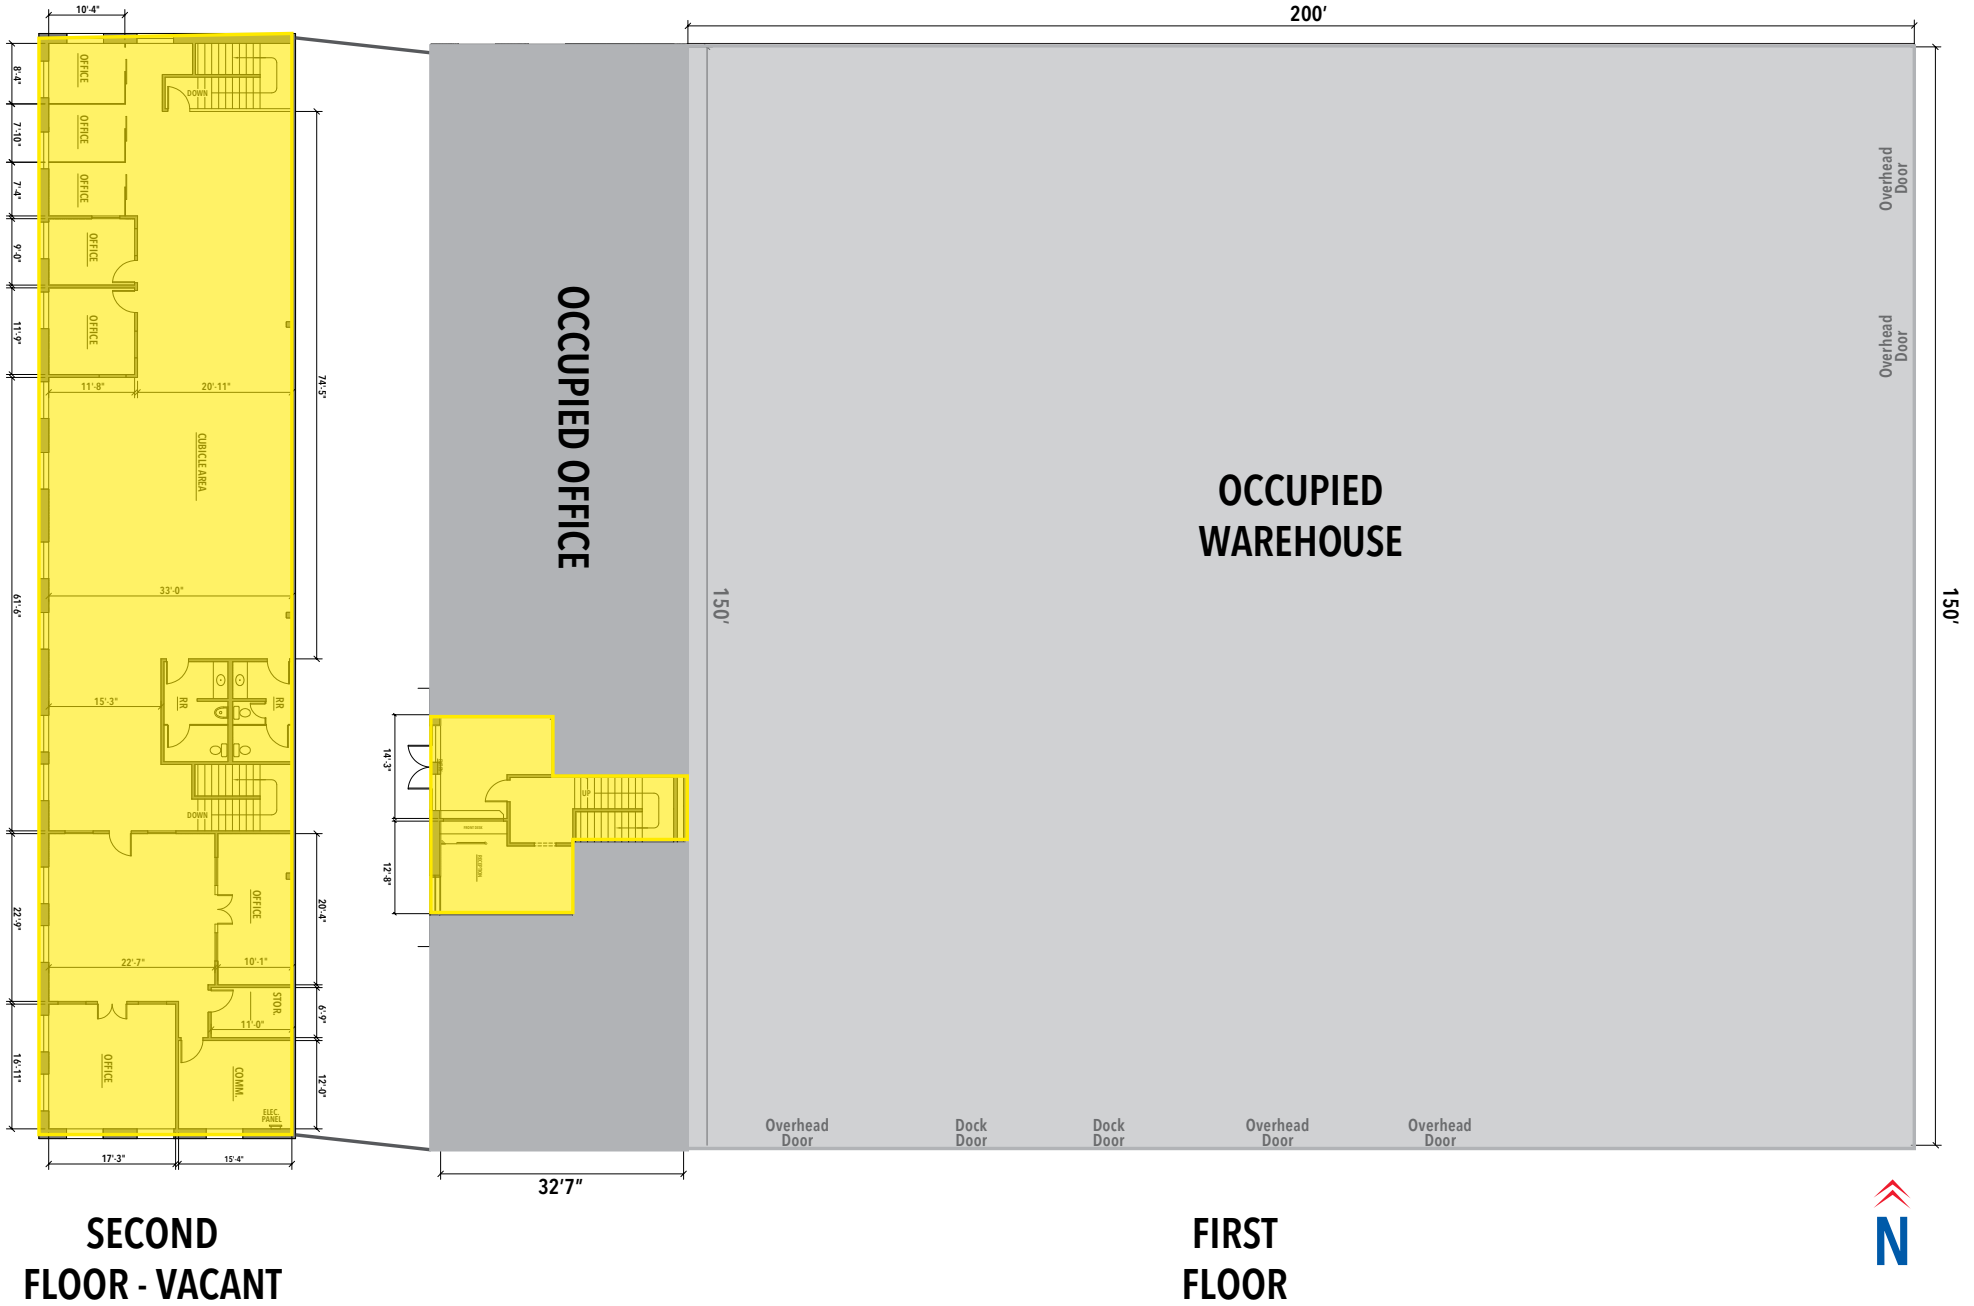 10'-4"
8'-4"
7'-10"
7'-4"
9'-0"
11'-9"
61'-6"
22'-9"
16'-11"
OFFICE
OFFICE
OFFICE
OFFICE
OFFICE
DOWN
11'-8"
20'-11"
74'-5"
CUBICLE AREA
33'-0"
15'-3"
RR
RR
DOWN
OFFICE
20'-4"
22'-7"
10'-1"
STOR.
6'-9"
11'-0"
OFFICE
COMM.
12'-0"
ELEC.
PANEL
17'-3"
15'-4"
SECOND
FLOOR - VACANT
OCCUPIED OFFICE
14'-3"
12'-8"
UP
32'7"
200'
150'
150'
OCCUPIED
WAREHOUSE
Overhead
Door
Overhead
Door
Overhead
Door
Dock
Door
Dock
Door
Overhead
Door
Overhead
Door
FIRST
FLOOR
N